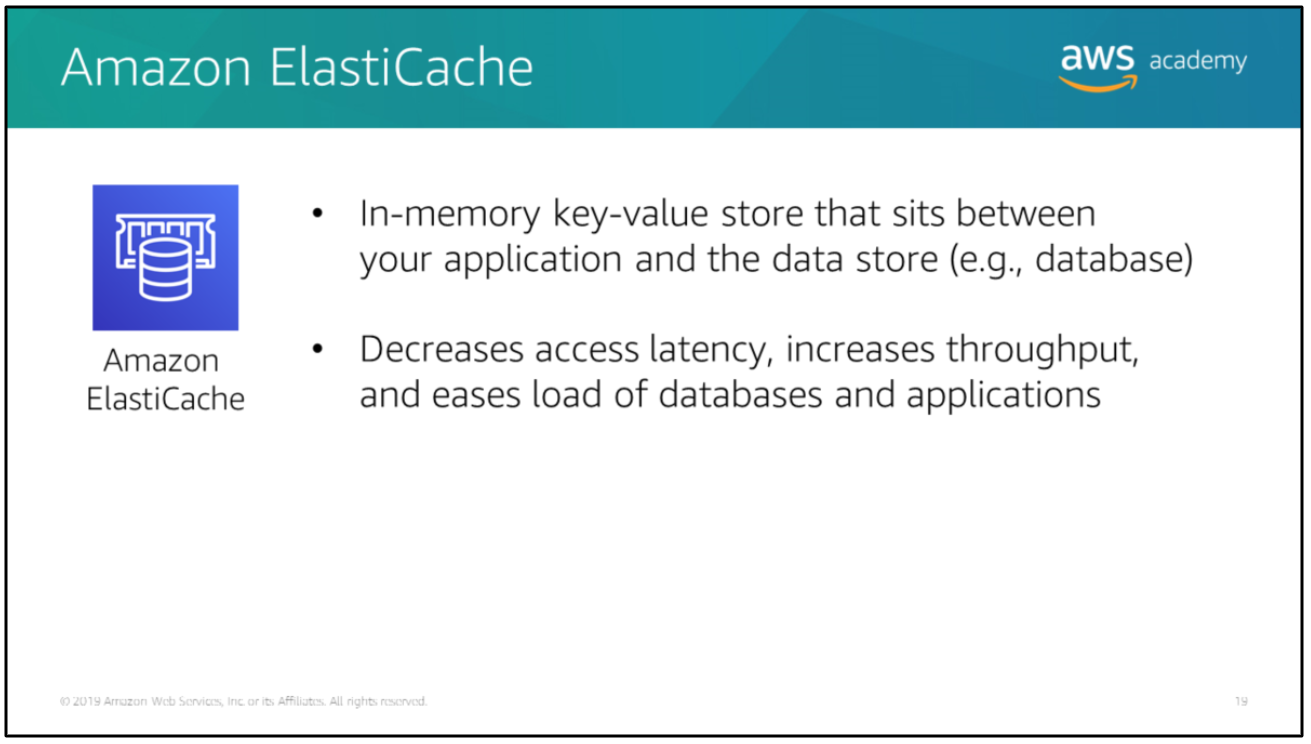 Amazon ElastiCache
aws academy
• In-memory key-value store that sits between
your application and the data store (e.g., database)
• Decreases access latency, increases throughput,
and eases load of databases and applications
Amazon
ElastiCache
© 2019 Amazon Web Services, Inc. or its Affiliates. All rights reserved.
19